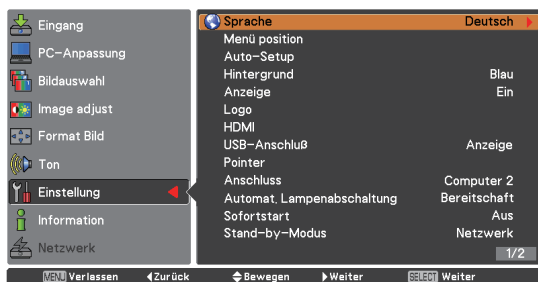 Eingang
PC-Anpassung
Bildauswahl
Image adjust
Format Bild
Ton
Einstellung
Information
Netzwerk
Sprache Deutsch
Menü position
Auto-Setup
Hintergrund Blau
Anzeige Ein
Logo
HDMI
USB-Anschluß Anzeige
Pointer
Anschluss Computer 2
Automat. Lampenabschaltung Bereitschaft
Sofortstart Aus
Stand-by-Modus Netzwerk
1/2
MENU Verlassen Zurück Bewegen Weiter SELECT Weiter